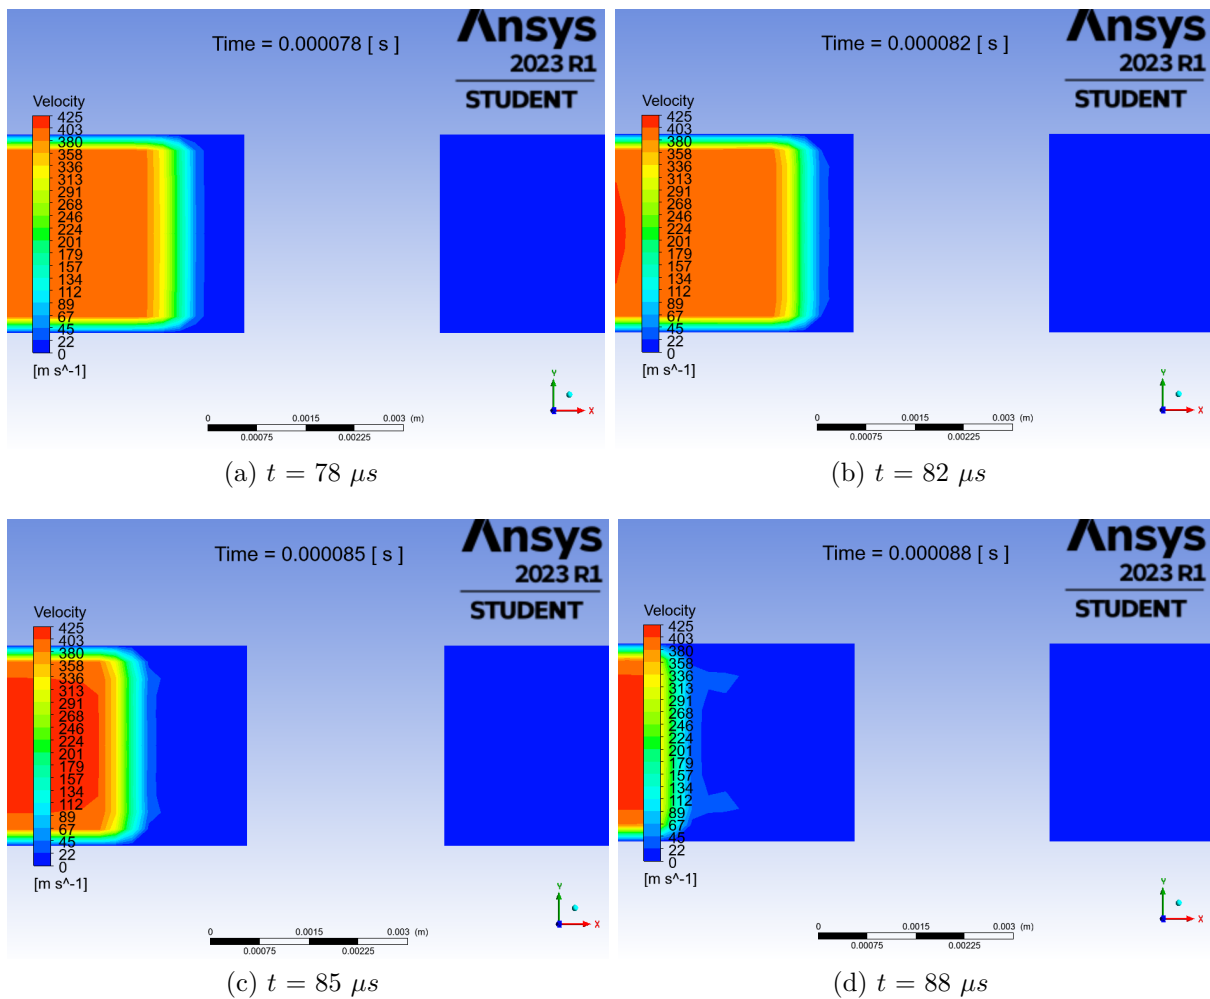 Ansys
2023 R1
STUDENT
Time = 0.000078 [ s ]
Velocity
425
403
380
358
336
313
291
268
246
224
201
179
157
134
112
89
67
45
22
0
[m s^-1]
Y
X
0 0.0015 0.003 (m)
0.00075 0.00225
(a) t = 78 μs
Ansys
2023 R1
STUDENT
Time = 0.000082 [ s ]
Velocity
425
403
380
358
336
313
291
268
246
224
201
179
157
134
112
89
67
45
22
0
[m s^-1]
Y
X
0 0.0015 0.003 (m)
0.00075 0.00225
(b) t = 82 μs
Ansys
2023 R1
STUDENT
Time = 0.000085 [ s ]
Velocity
425
403
380
358
336
313
291
268
246
224
201
179
157
134
112
89
67
45
22
0
[m s^-1]
Y
X
0 0.0015 0.003 (m)
0.00075 0.00225
(c) t = 85 μs
Ansys
2023 R1
STUDENT
Time = 0.000088 [ s ]
Velocity
425
403
380
358
336
313
291
268
246
224
201
179
157
134
112
89
67
45
22
0
[m s^-1]
Y
X
0 0.0015 0.003 (m)
0.00075 0.00225
(d) t = 88 μs